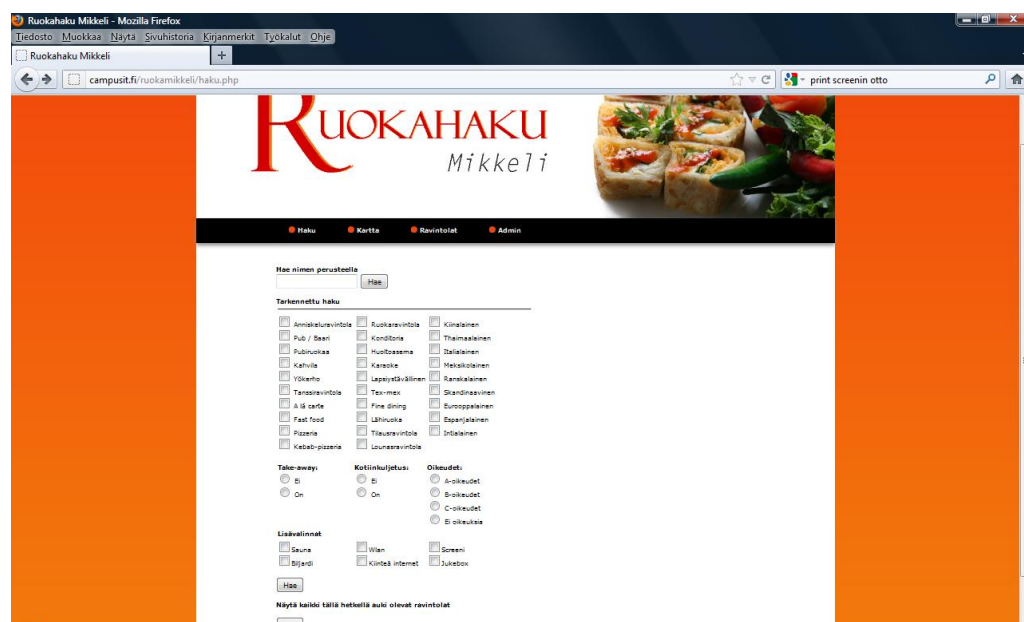 Ruokahaku Mikkeli - Mozilla Firefox
Tiedosto Muokkaa Näytä Sivuhistoria Kirjanmerkit Työkalut Ohje
Ruokahaku Mikkeli +
campusit.fi/ruokamikkeli/haku.php print screenin otto
RUOKAHAKU
Mikkeli
Haku Kartta Ravintolat Admin
Hae nimen perusteella
Hae
Tarkennettu haku
Anniskeluravintola Ruokaravintola Kiinalainen
Pub / Baari Konditoria Thaimaalainen
Pubiruokaa Huoltoasema Italialainen
Kahvila Karaoke Meksikolainen
Yökerho Lapsiystävällinen Ranskalainen
Tanssiravintola Tex-mex Skandinaavinen
A lá carte Fine dining Eurooppalainen
Fast food Lähiruoka Espanjalainen
Pizzeria Tilausravintola Intialainen
Kebab-pizzeria Lounasravintola
Take-away: Kotiinkuljetus: Oikeudet:
Ei Ei A-oikeudet
On On B-oikeudet
C-oikeudet
Ei oikeuksia
Lisävalinnat
Sauna Wlan Screeni
Biljardi Kiinteä internet Jukebox
Hae
Näytä kaikki tällä hetkellä auki olevat ravintolat